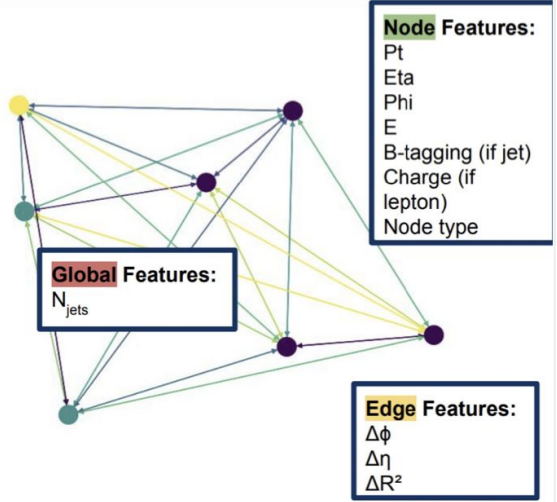 Node Features:
Pt
Eta
Phi
E
B-tagging (if jet)
Charge (if
lepton)
Node type
Global Features:
N_jets
Edge Features:
Δϕ
Δη
ΔR²